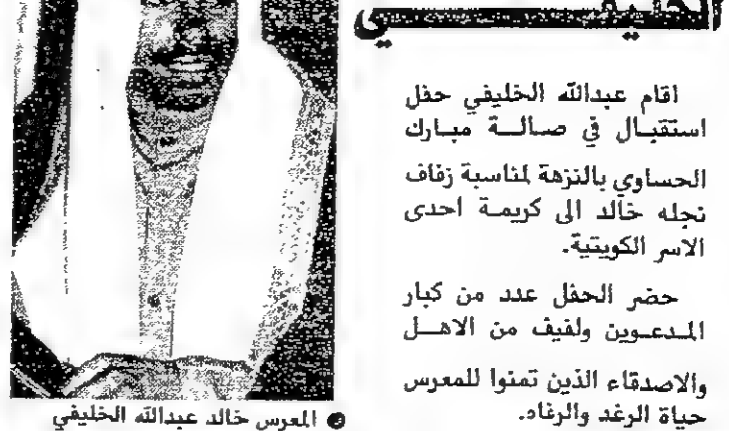 الخليفي
اقام عبدالله الخليفي حفل
استقبال في صالة مبارك
الحساوي بالنزهة لمناسبة زفاف
نجله خالد الى كريمة احدى
الاسر الكويتية.
حضر الحفل عدد من كبار
المدعوين ولفيف من الاهل
والاصدقاء الذين تمنوا للمعرس
حياة الرغد والرفاه.
المعرس خالد عبدالله الخليفي